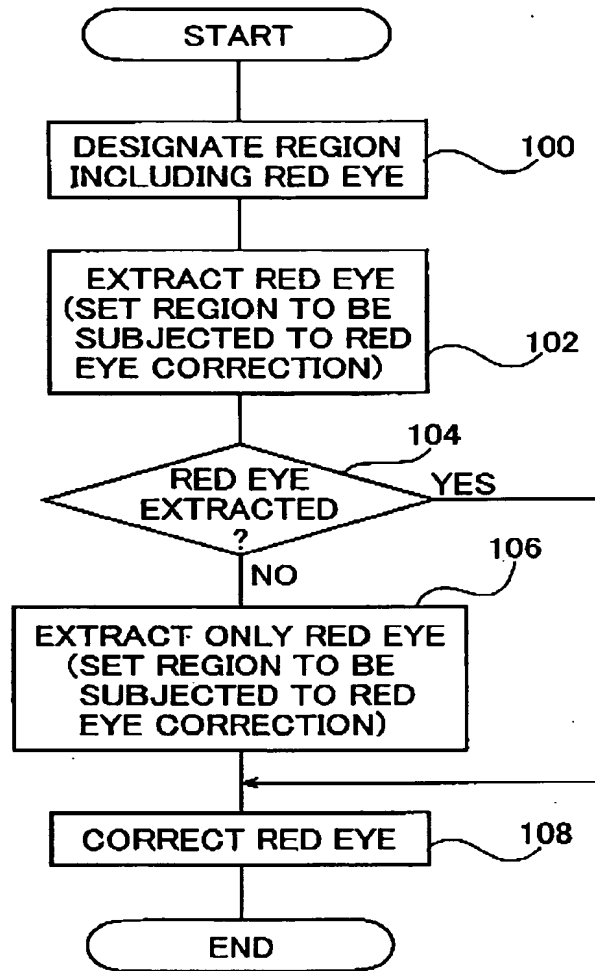 START
DESIGNATE REGION
INCLUDING RED EYE
100
EXTRACT RED EYE
(SET REGION TO BE
SUBJECTED TO RED
EYE CORRECTION)
102
104
RED EYE
EXTRACTED
?
YES
NO
106
EXTRACT ONLY RED EYE
(SET REGION TO BE
SUBJECTED TO RED
EYE CORRECTION)
CORRECT RED EYE
108
END